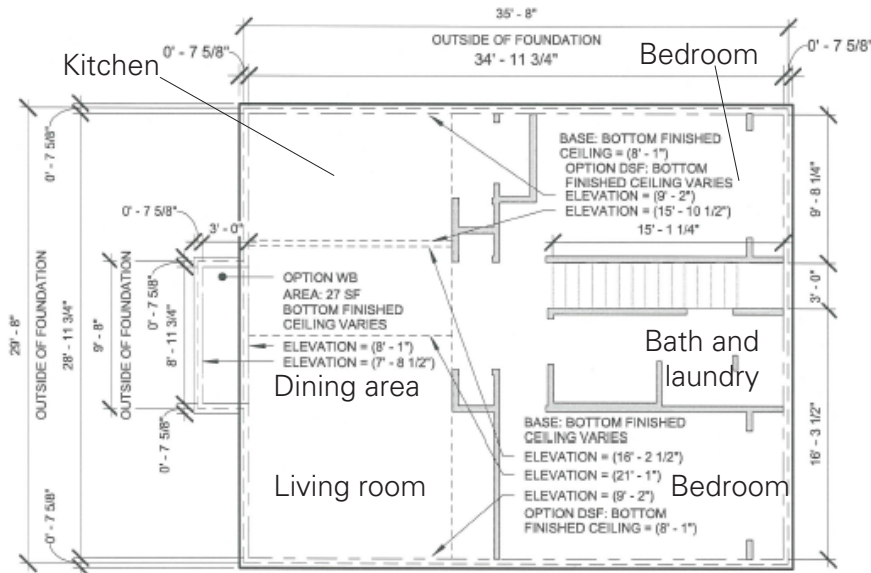 35' - 8"
OUTSIDE OF FOUNDATION
34' - 11 3/4"
0' - 7 5/8"
0' - 7 5/8"
Kitchen
Bedroom
0' - 7 5/8"
BASE: BOTTOM FINISHED
CEILING = (8' - 1")
OPTION DSF: BOTTOM
FINISHED CEILING VARIES
ELEVATION = (9' - 2")
ELEVATION = (15' - 10 1/2")
15' - 1 1/4"
9' - 8 1/4"
0' - 7 5/8"
3' - 0"
OPTION WB
AREA: 27 SF
BOTTOM FINISHED
CEILING VARIES
ELEVATION = (8' - 1")
ELEVATION = (7' - 8 1/2")
Dining area
3' - 0"
29' - 8"
OUTSIDE OF FOUNDATION
28' - 11 3/4"
OUTSIDE OF FOUNDATION
9' - 8"
0' - 7 5/8"
8' - 11 3/4"
0' - 7 5/8"
Bath and
laundry
BASE: BOTTOM FINISHED
CEILING VARIES
ELEVATION = (16' - 2 1/2")
ELEVATION = (21' - 1")
ELEVATION = (9' - 2")
OPTION DSF: BOTTOM
FINISHED CEILING = (8' - 1")
Living room
Bedroom
16' - 3 1/2"
0' - 7 5/8"